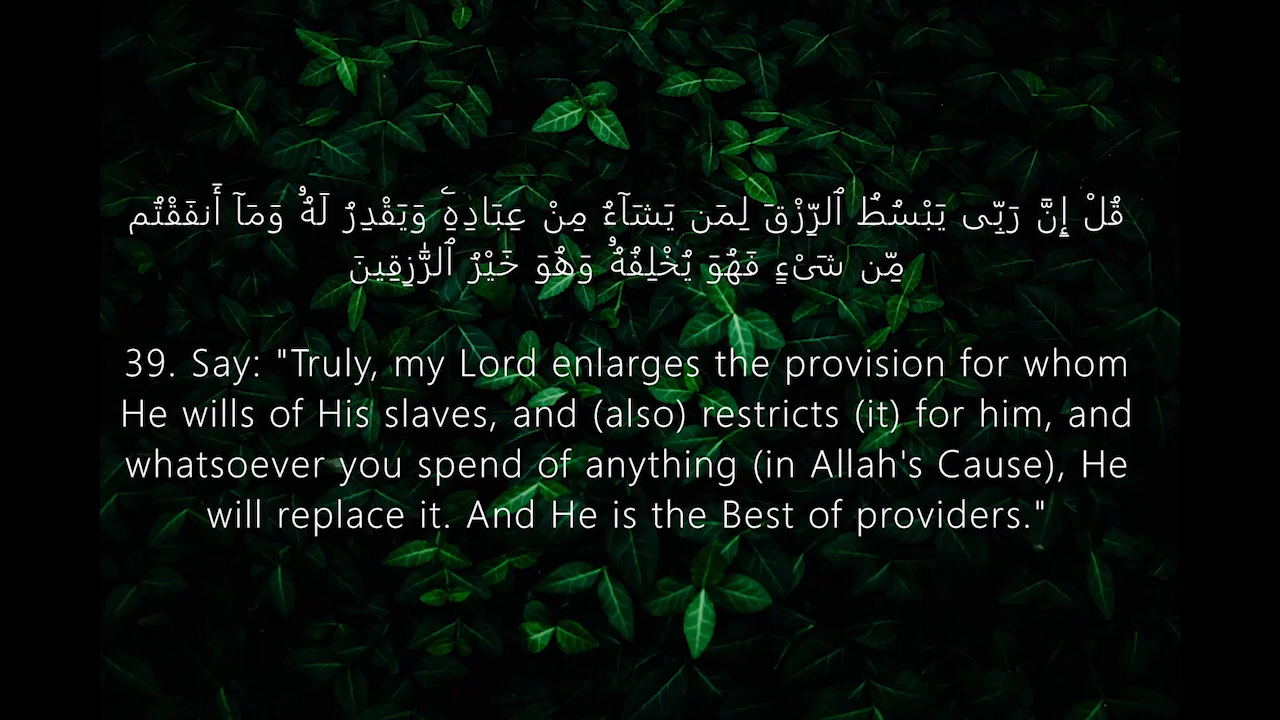 قُلْ إِنَّ رَبِّى يَبْسُطُ ٱلرِّزْقَ لِمَن يَشَآءُ مِنْ عِبَادِهِۦ وَيَقْدِرُ لَهُۥ وَمَآ أَنفَقْتُم
مِّن شَىْءٍ فَهُوَ يُخْلِفُهُۥ وَهُوَ خَيْرُ ٱلرَّٰزِقِينَ
39. Say: "Truly, my Lord enlarges the provision for whom
He wills of His slaves, and (also) restricts (it) for him, and
whatsoever you spend of anything (in Allah's Cause), He
will replace it. And He is the Best of providers."